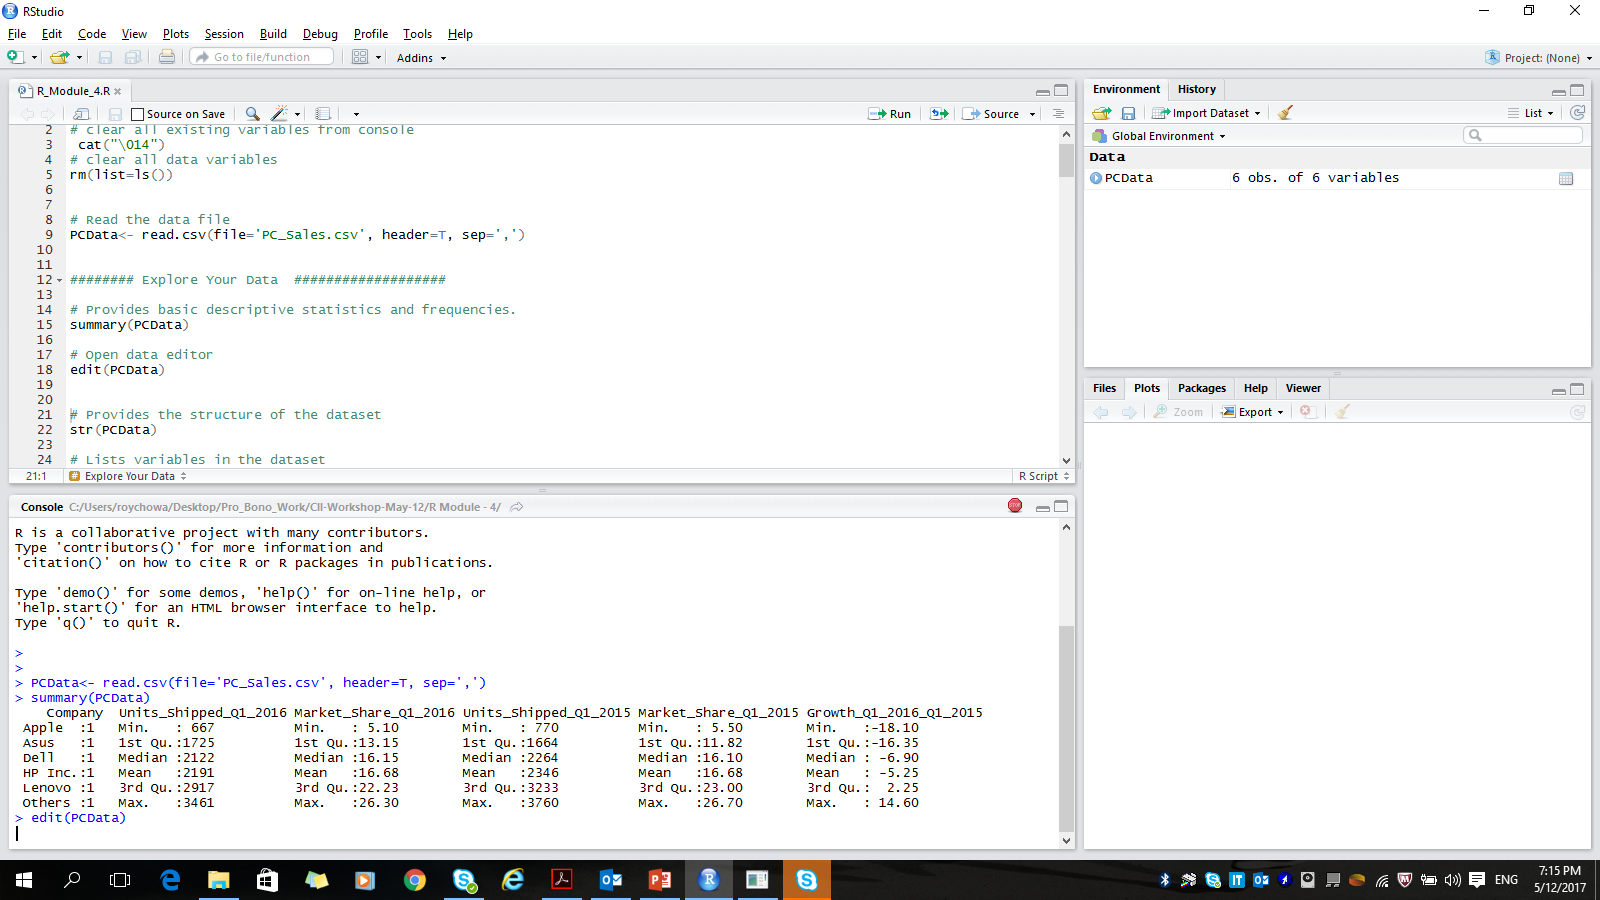 RStudio
File Edit Code View Plots Session Build Debug Profile Tools Help
Go to file/function Addins Project: (None)
R_Module_4.R
Source on Save Run Source
2 # clear all existing variables from console
3 cat("\014")
4 # clear all data variables
5 rm(list=ls())
6
7
8 # Read the data file
9 PCData<- read.csv(file='PC_Sales.csv', header=T, sep=',')
10
11
12 ######## Explore Your Data ###################
13
14 # Provides basic descriptive statistics and frequencies.
15 summary(PCData)
16
17 # Open data editor
18 edit(PCData)
19
20
21 # Provides the structure of the dataset
22 str(PCData)
23
24 # Lists variables in the dataset
21:1 # Explore Your Data R Script
Console C:/Users/roychowa/Desktop/Pro_Bono_Work/CII-Workshop-May-12/R Module - 4/
R is a collaborative project with many contributors.
Type 'contributors()' for more information and
'citation()' on how to cite R or R packages in publications.
Type 'demo()' for some demos, 'help()' for on-line help, or
'help.start()' for an HTML browser interface to help.
Type 'q()' to quit R.
>
>
> PCData<- read.csv(file='PC_Sales.csv', header=T, sep=',')
> summary(PCData)
Company Units_Shipped_Q1_2016 Market_Share_Q1_2016 Units_Shipped_Q1_2015 Market_Share_Q1_2015 Growth_Q1_2016_Q1_2015
Apple :1 Min. : 667 Min. : 5.10 Min. : 770 Min. : 5.50 Min. :-18.10
Asus :1 1st Qu.:1725 1st Qu.:13.15 1st Qu.:1664 1st Qu.:11.82 1st Qu.:-16.35
Dell :1 Median :2122 Median :16.15 Median :2264 Median :16.10 Median : -6.90
HP Inc.:1 Mean :2191 Mean :16.68 Mean :2346 Mean :16.68 Mean : -5.25
Lenovo :1 3rd Qu.:2917 3rd Qu.:22.23 3rd Qu.:3233 3rd Qu.:23.00 3rd Qu.: 2.25
Others :1 Max. :3461 Max. :26.30 Max. :3760 Max. :26.70 Max. : 14.60
> edit(PCData)
Environment History
Import Dataset List
Global Environment
Data
PCData 6 obs. of 6 variables
Files Plots Packages Help Viewer
Zoom Export
ENG
7:15 PM
5/12/2017